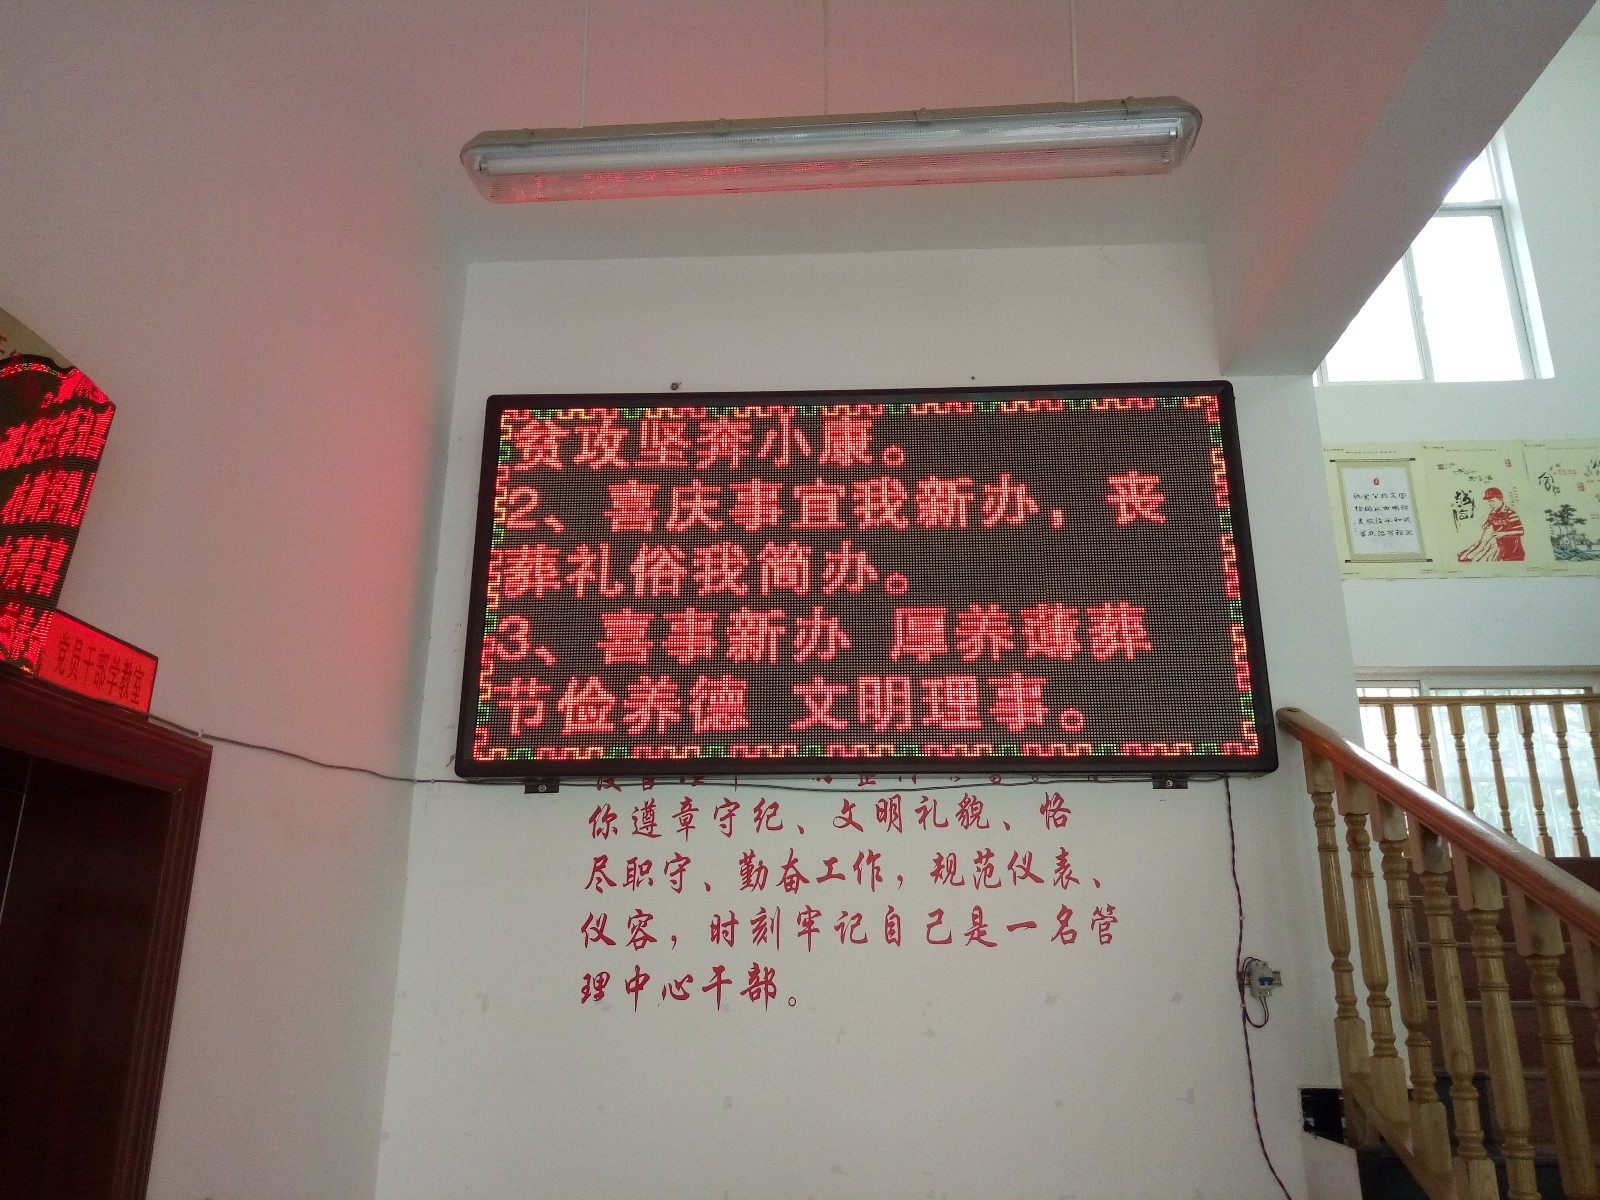 贫攻坚奔小康。
2、喜庆事宜我新办，丧
葬礼俗我简办。
3、喜事新办 厚养薄葬
节俭养德 文明理事。
你遵章守纪、文明礼貌、恪
尽职守、勤奋工作，规范仪表、
仪容，时刻牢记自己是一名管
理中心干部。
党员干部学教室